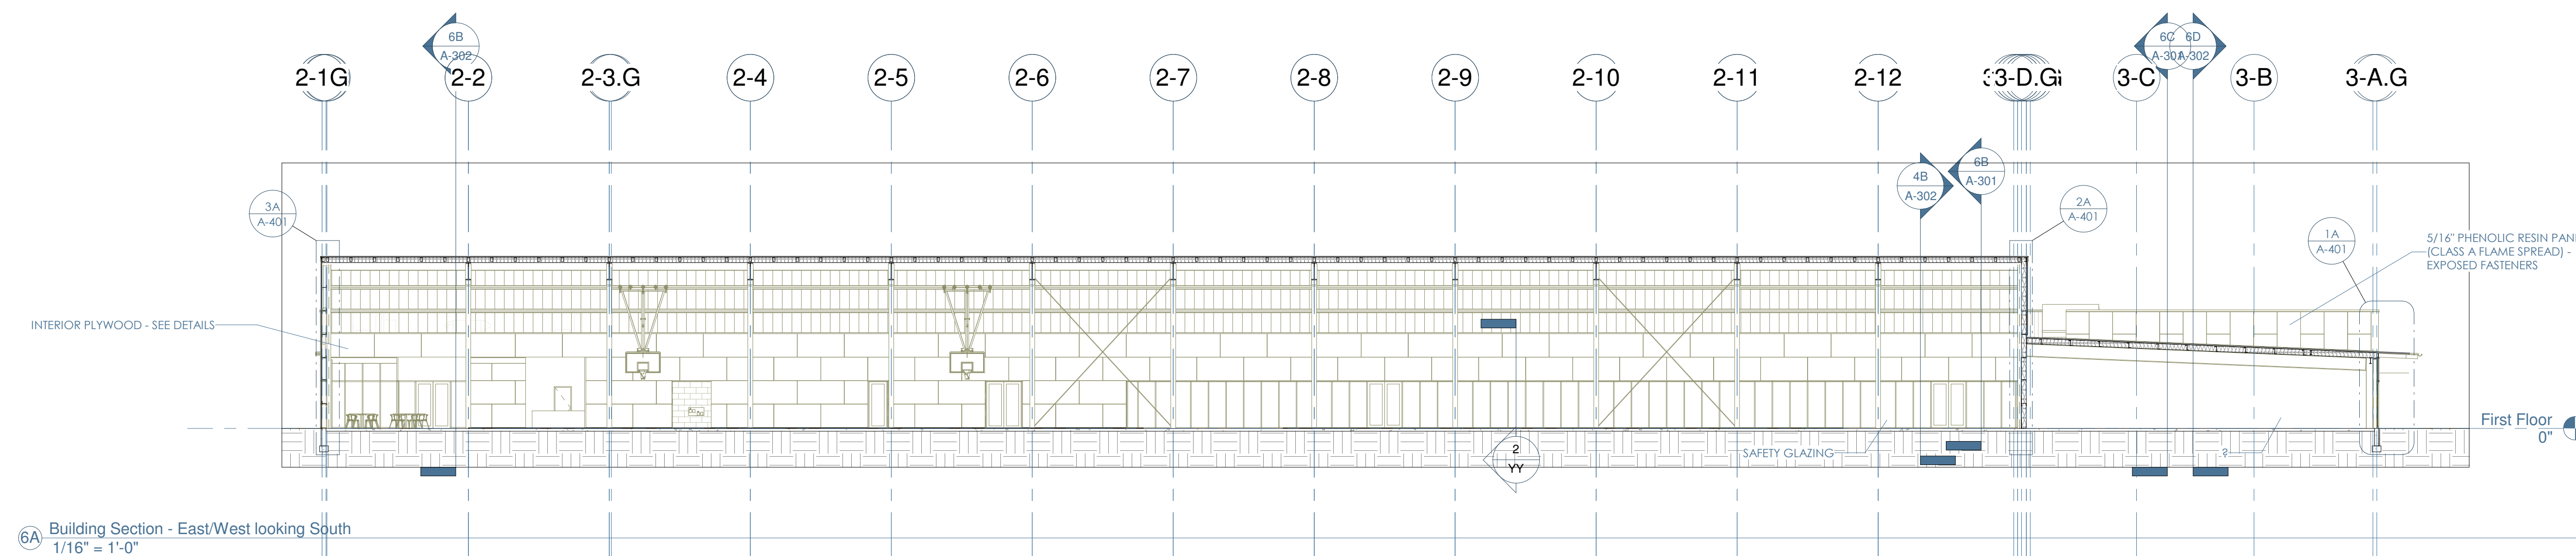 6B
A-302
6C
6D
A-302
2-1G
2-2
2-3.G
2-4
2-5
2-6
2-7
2-8
2-9
2-10
2-11
2-12
3-D.G
3-C
3-B
3-A.G
4B
A-302
6B
A-301
3A
A-401
2A
A-401
1A
A-401
5/16" PHENOLIC RESIN
(CLASS A FLAME SPREAD) -
EXPOSED FASTENERS
INTERIOR PLYWOOD - SEE DETAILS
First Floor
0"
2
YY
SAFETY GLAZING
?
6A
Building Section - East/West looking South
1/16" = 1'-0"